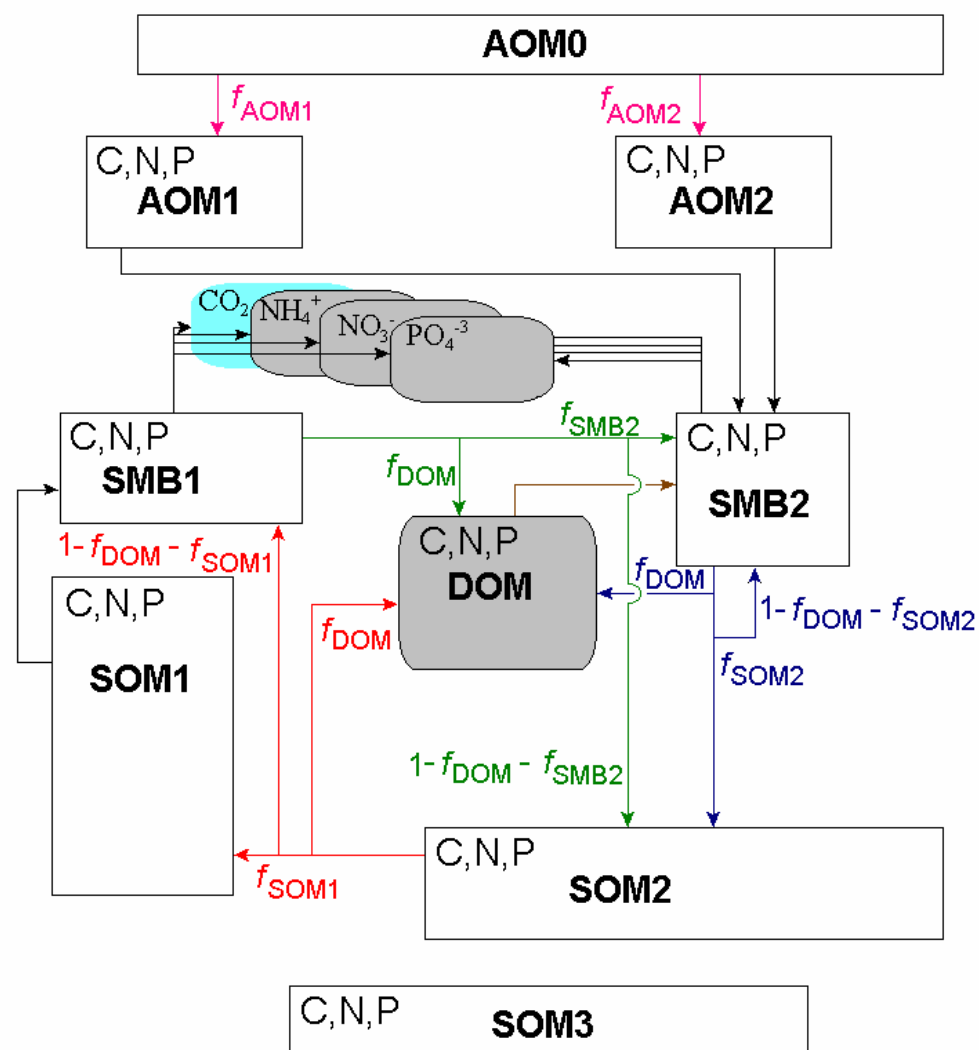 AOM0
fAOM1
fAOM2
C,N,P
AOM1
C,N,P
AOM2
CO2
NH4+
NO3-
PO4-3
C,N,P
SMB1
fSMB2
fDOM
C,N,P
SMB2
C,N,P
DOM
1-fDOM - fSOM1
fDOM
1-fDOM - fSOM2
C,N,P
SOM1
fDOM
fSOM2
1-fDOM - fSMB2
fSOM1
C,N,P
SOM2
C,N,P
SOM3